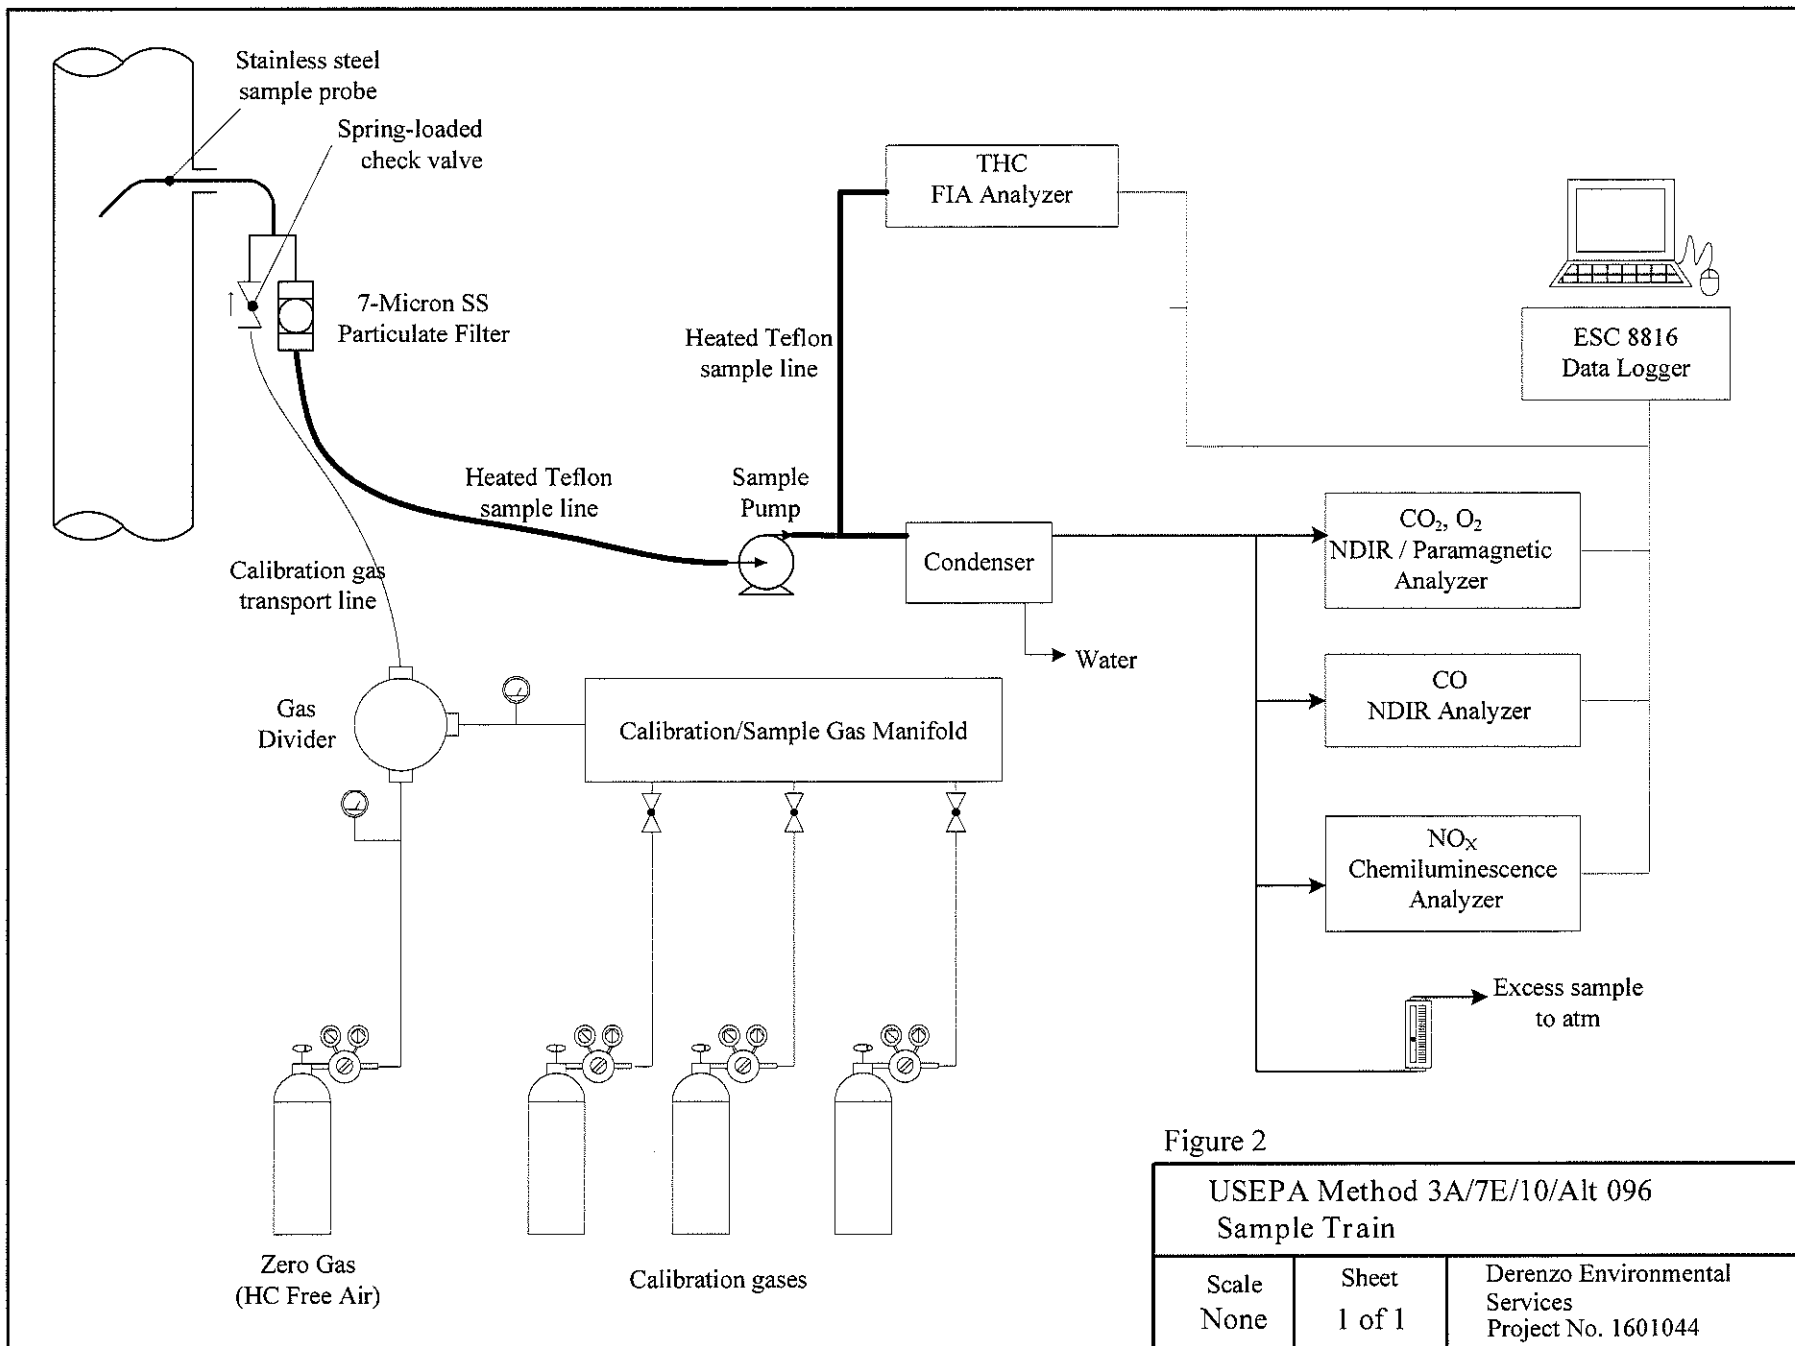 Stainless steel
sample probe
Spring-loaded
check valve
7-Micron SS
Particulate Filter
THC
FIA Analyzer
Heated Teflon
sample line
ESC 8816
Data Logger
Heated Teflon
sample line
Sample
Pump
Condenser
Water
CO₂, O₂
NDIR / Paramagnetic
Analyzer
Calibration gas
transport line
Gas
Divider
Calibration/Sample Gas Manifold
CO
NDIR Analyzer
NOX
Chemiluminescence
Analyzer
Excess sample
to atm
Zero Gas
(HC Free Air)
Calibration gases
Figure 2
USEPA Method 3A/7E/10/Alt 096
Sample Train
Scale
None
Sheet
1 of 1
Derenzo Environmental
Services
Project No. 1601044